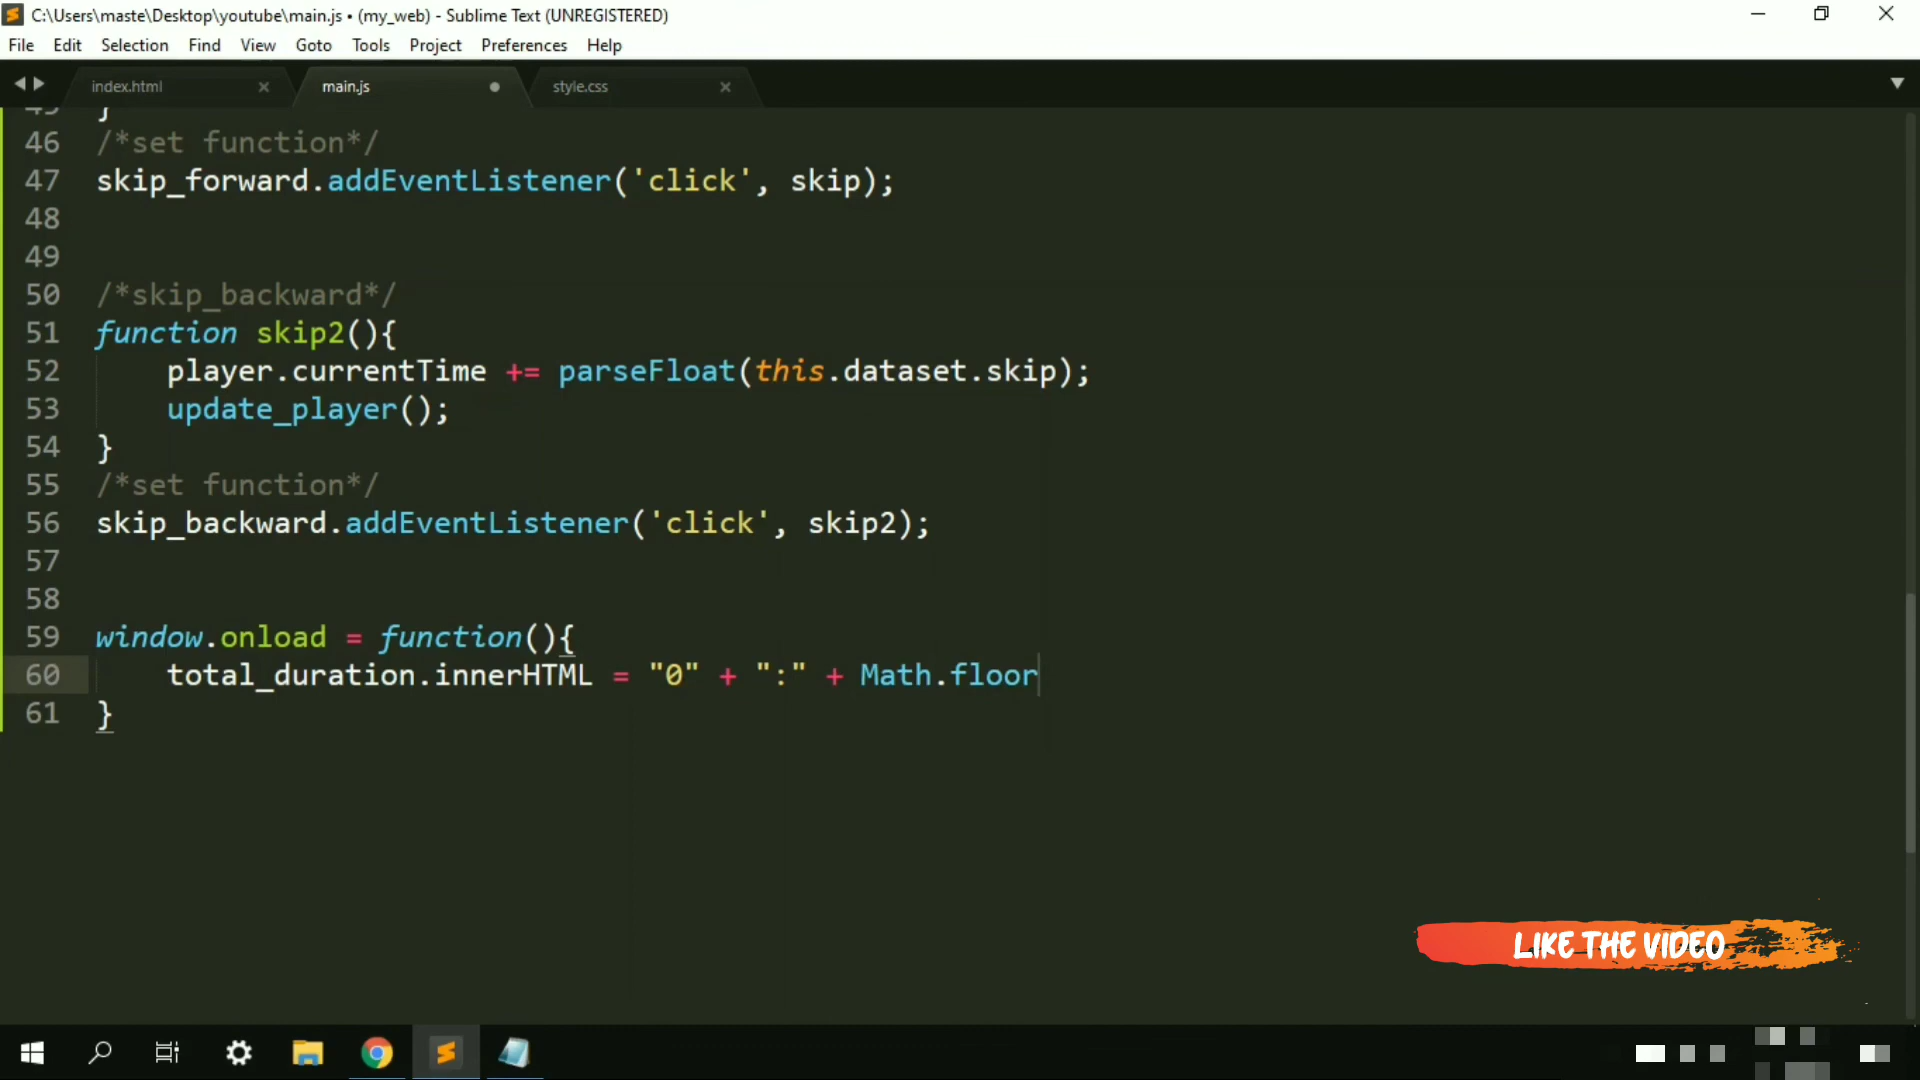 C:\Users\maste\Desktop\youtube\main.js • (my_web) - Sublime Text (UNREGISTERED)
File Edit Selection Find View Goto Tools Project Preferences Help
index.html main.js style.css
45 }
46 /*set function*/
47 skip_forward.addEventListener('click', skip);
48
49
50 /*skip_backward*/
51 function skip2(){
52 player.currentTime += parseFloat(this.dataset.skip);
53 update_player();
54 }
55 /*set function*/
56 skip_backward.addEventListener('click', skip2);
57
58
59 window.onload = function(){
60 total_duration.innerHTML = "0" + ":" + Math.floor
61 }
LIKE THE VIDEO